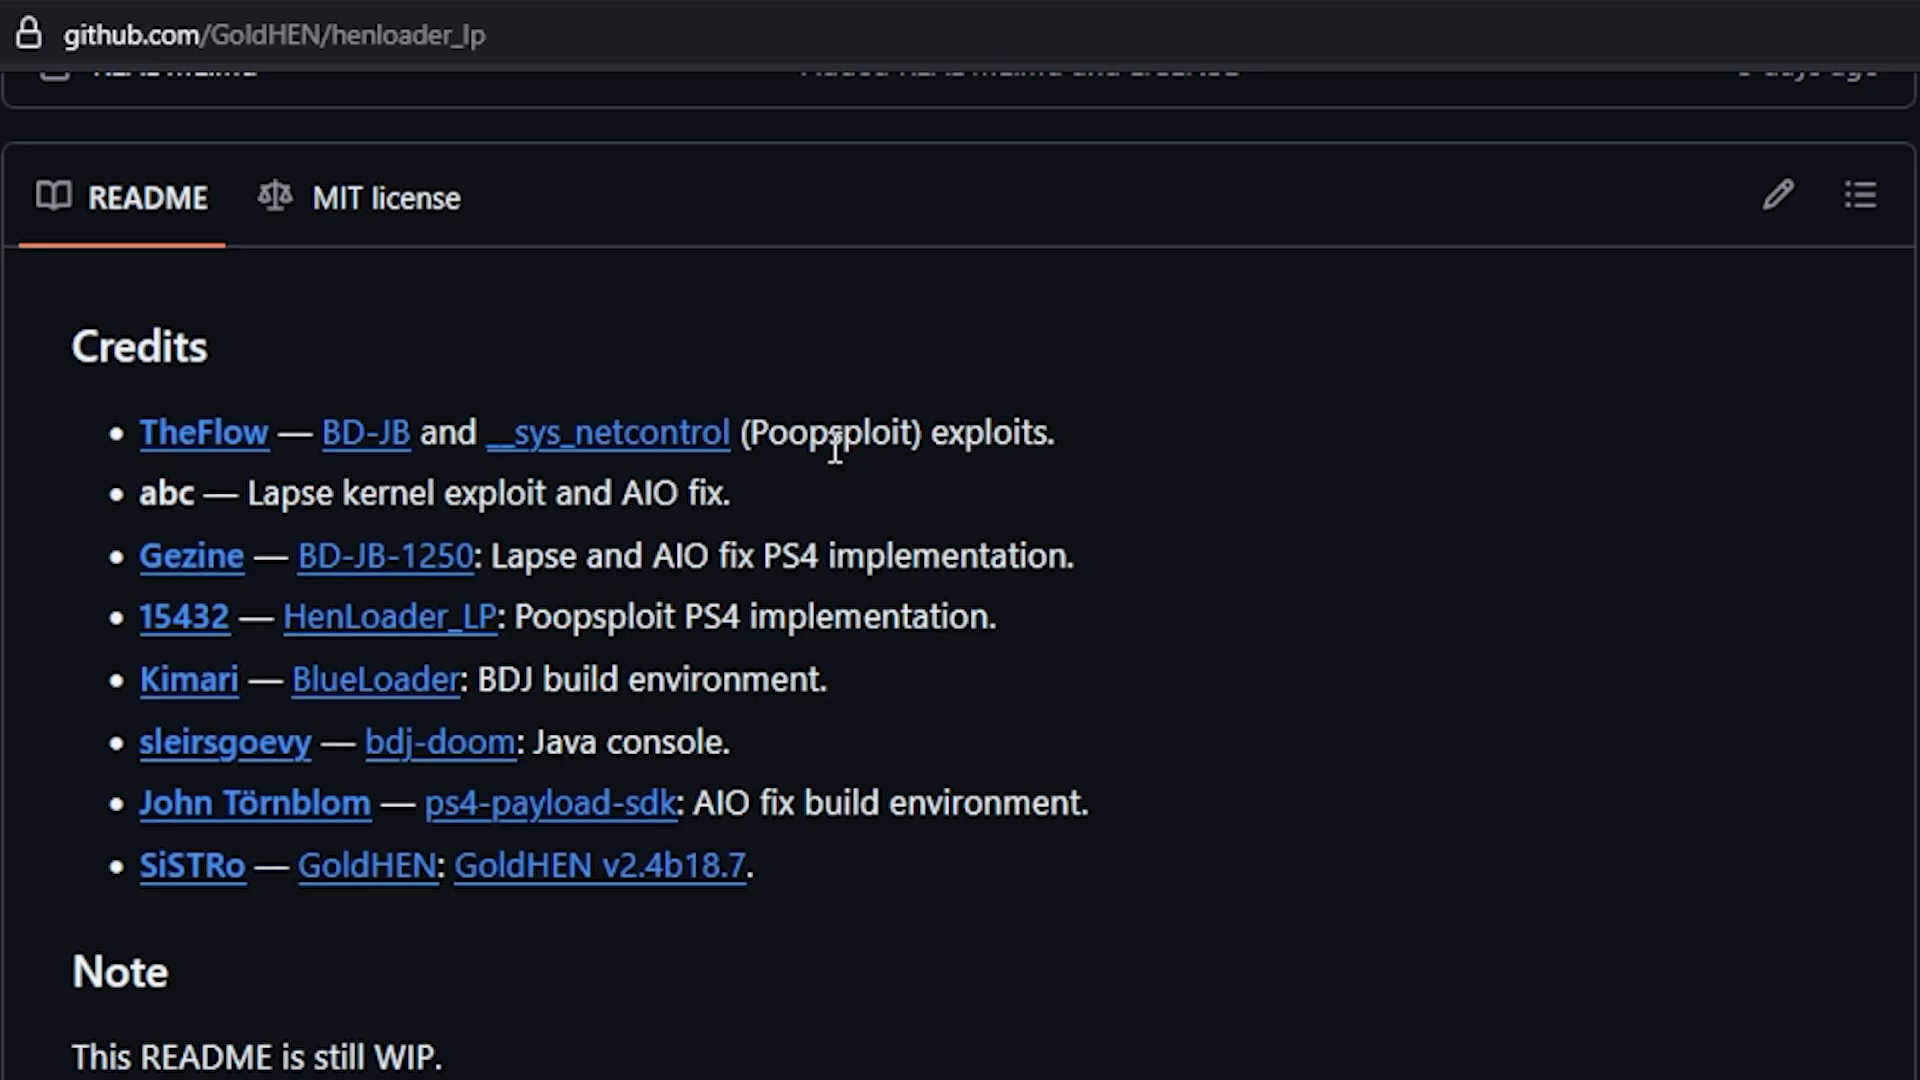 github.com/GoldHEN/henloader_lp
README
MIT license
Credits
TheFlow — BD-JB and __sys_netcontrol (Poopsploit) exploits.
abc — Lapse kernel exploit and AIO fix.
Gezine — BD-JB-1250: Lapse and AIO fix PS4 implementation.
15432 — HenLoader_LP: Poopsploit PS4 implementation.
Kimari — BlueLoader: BDJ build environment.
sleirsgoevy — bdj-doom: Java console.
John Törnblom — ps4-payload-sdk: AIO fix build environment.
SiSTRo — GoldHEN: GoldHEN v2.4b18.7.
Note
This README is still WIP.